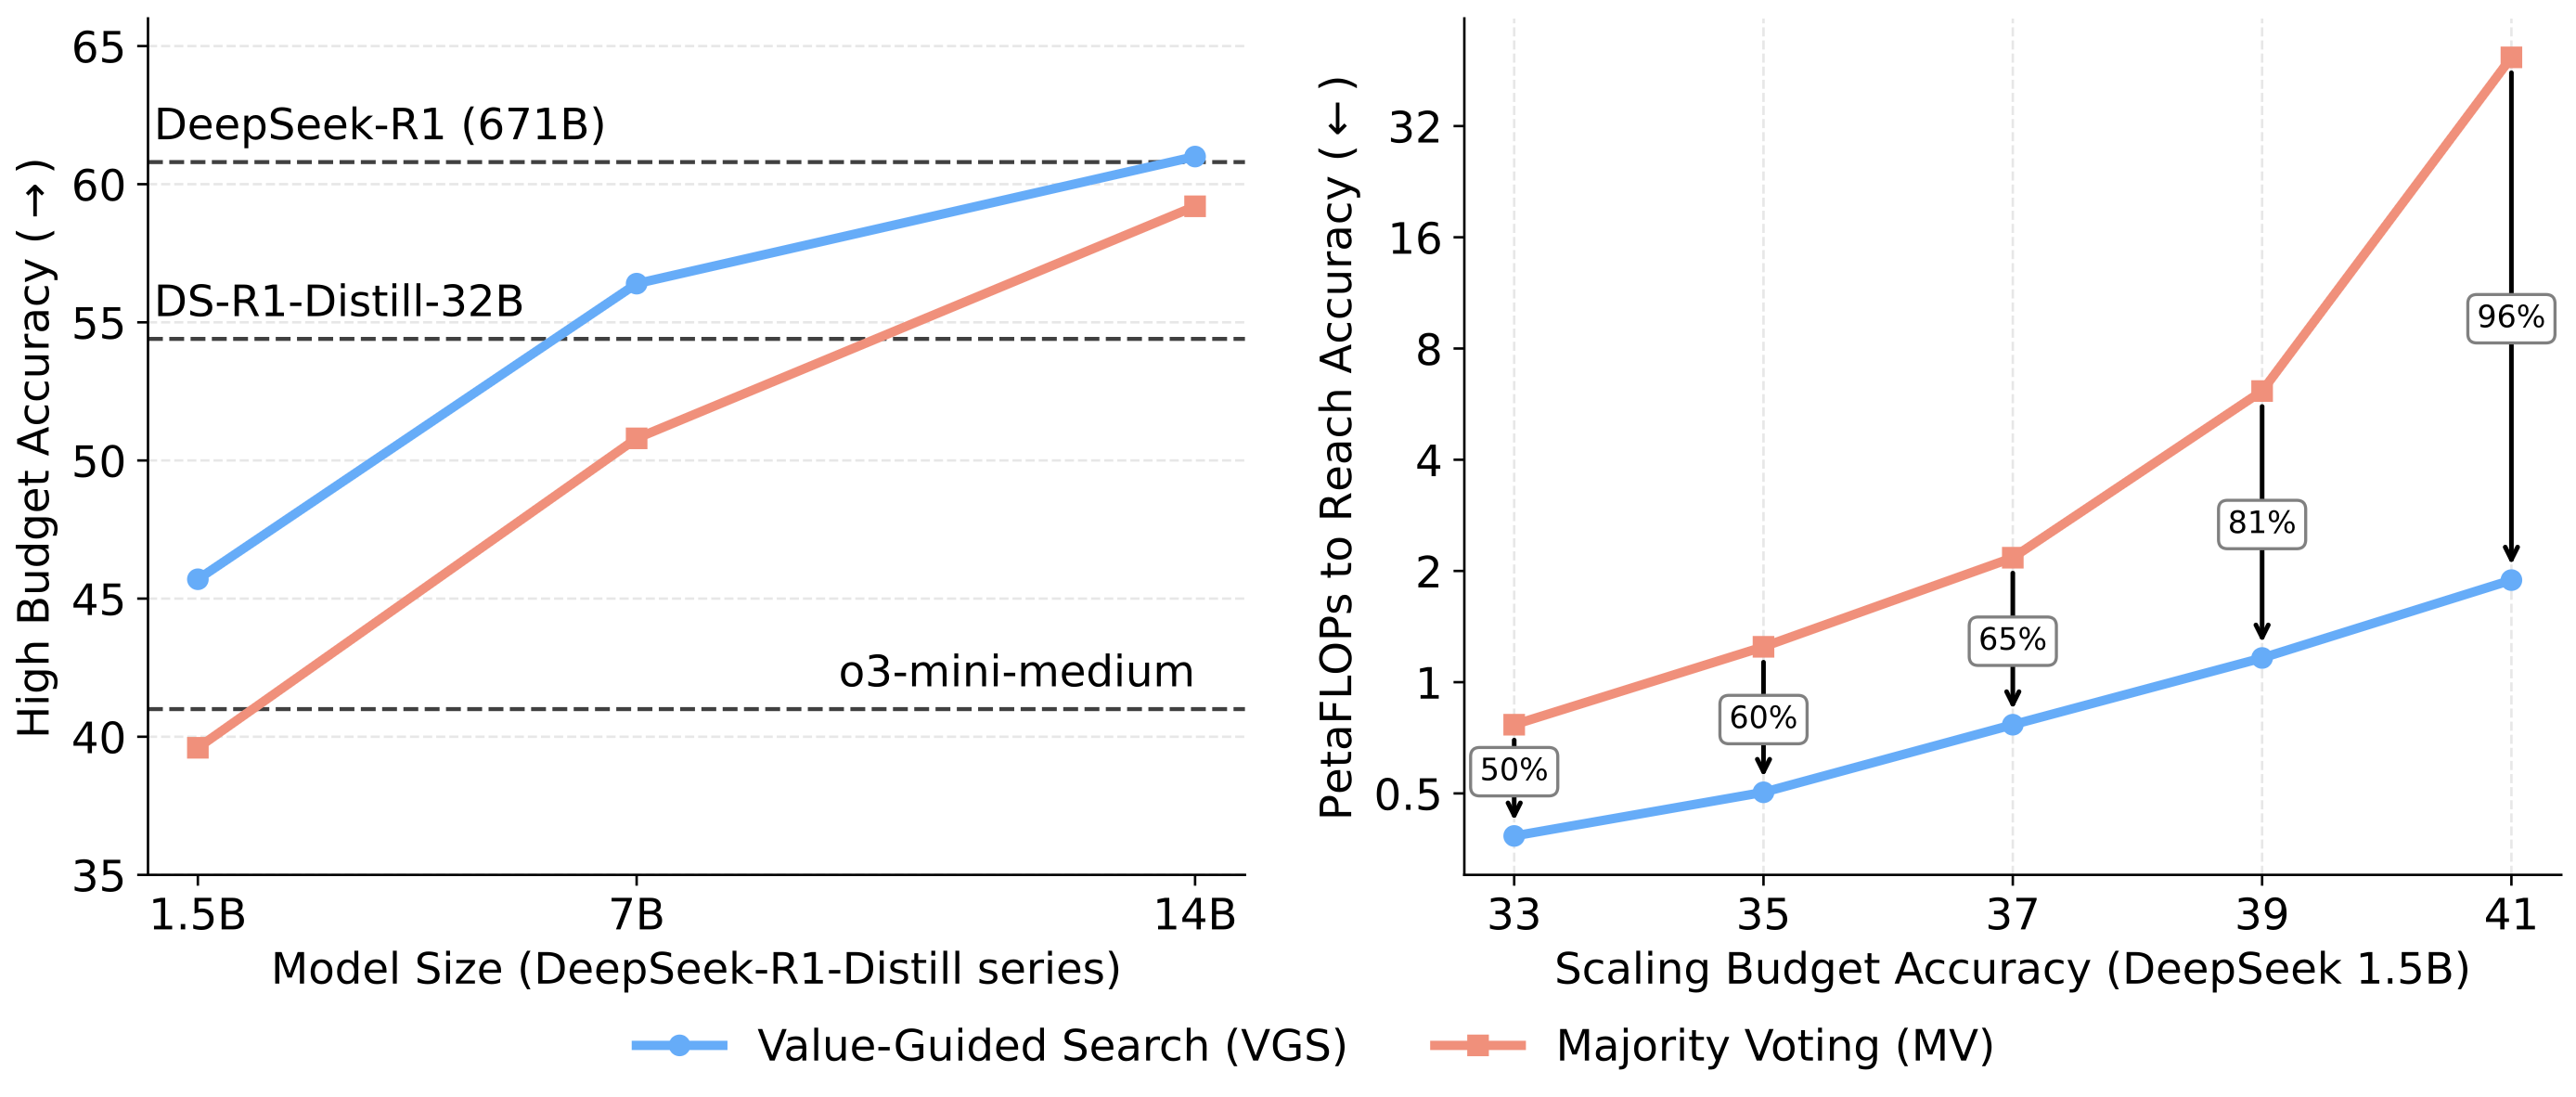 High Budget Accuracy (→)
65
60
55
50
45
40
35
DeepSeek-R1 (671B)
DS-R1-Distill-32B
o3-mini-medium
1.5B 7B 14B
Model Size (DeepSeek-R1-Distill series)
PetaFLOPs to Reach Accuracy (←)
32
16
8
4
2
1
0.5
50%
60%
65%
81%
96%
33 35 37 39 41
Scaling Budget Accuracy (DeepSeek 1.5B)
Value-Guided Search (VGS) Majority Voting (MV)